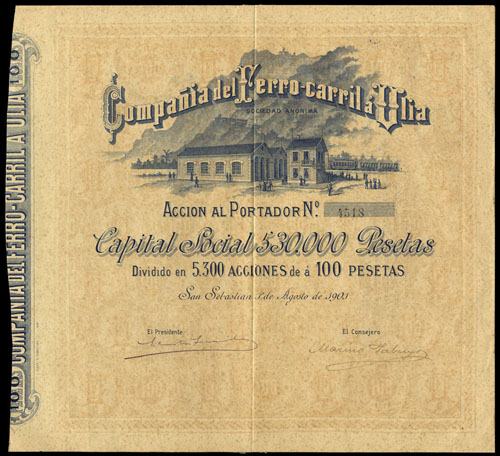 Compañia del Ferro-carril á Ulia
SOCIEDAD ANONIMA
ACCION AL PORTADOR Nº. 4518
Capital Social 530.000 Pesetas
Dividido en 5.300 ACCIONES de á 100 PESETAS
San Sebastian 1º de Agosto de 1901
El Presidente
El Consejero
COMPAÑIA DEL FERRO-CARRIL A ULIA